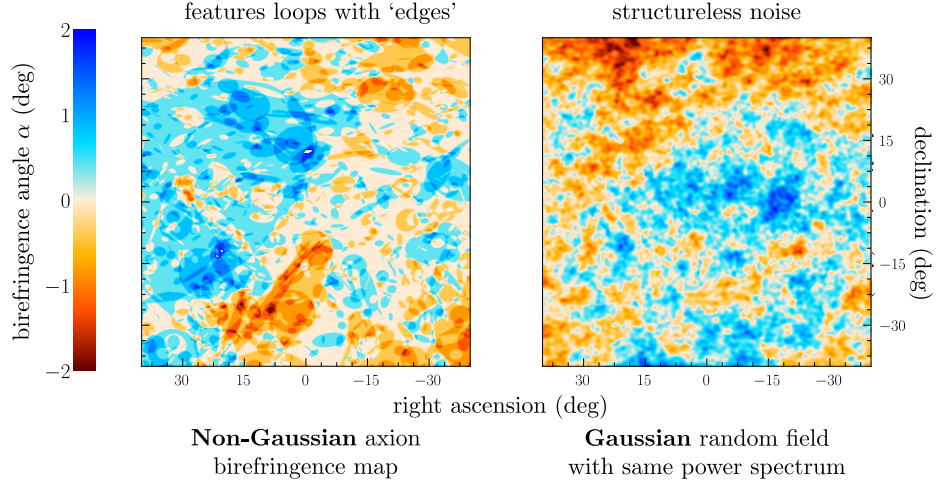 features loops with ‘edges’
structureless noise
birefringence angle α (deg)
2
1
0
−1
−2
30
15
0
−15
−30
30
15
0
−15
−30
30
15
0
−15
−30
declination (deg)
right ascension (deg)
Non-Gaussian axion
birefringence map
Gaussian random field
with same power spectrum